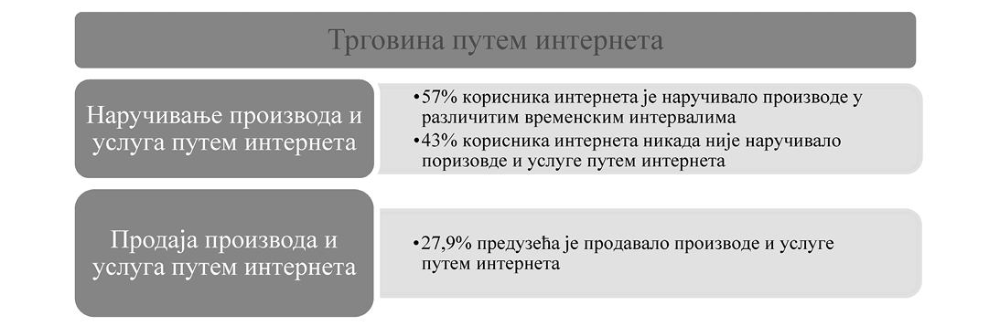 Трговина путем интернета
Наручивање производа и
услуга путем интернета
•57% корисника интернета је наручивало производе у
различитим временским интервалима
•43% корисника интернета никада није наручивало
поризовде и услуге путем интернета
Продаја производа и
услуга путем интернета
•27,9% предузећа је продавало производе и услуге
путем интернета